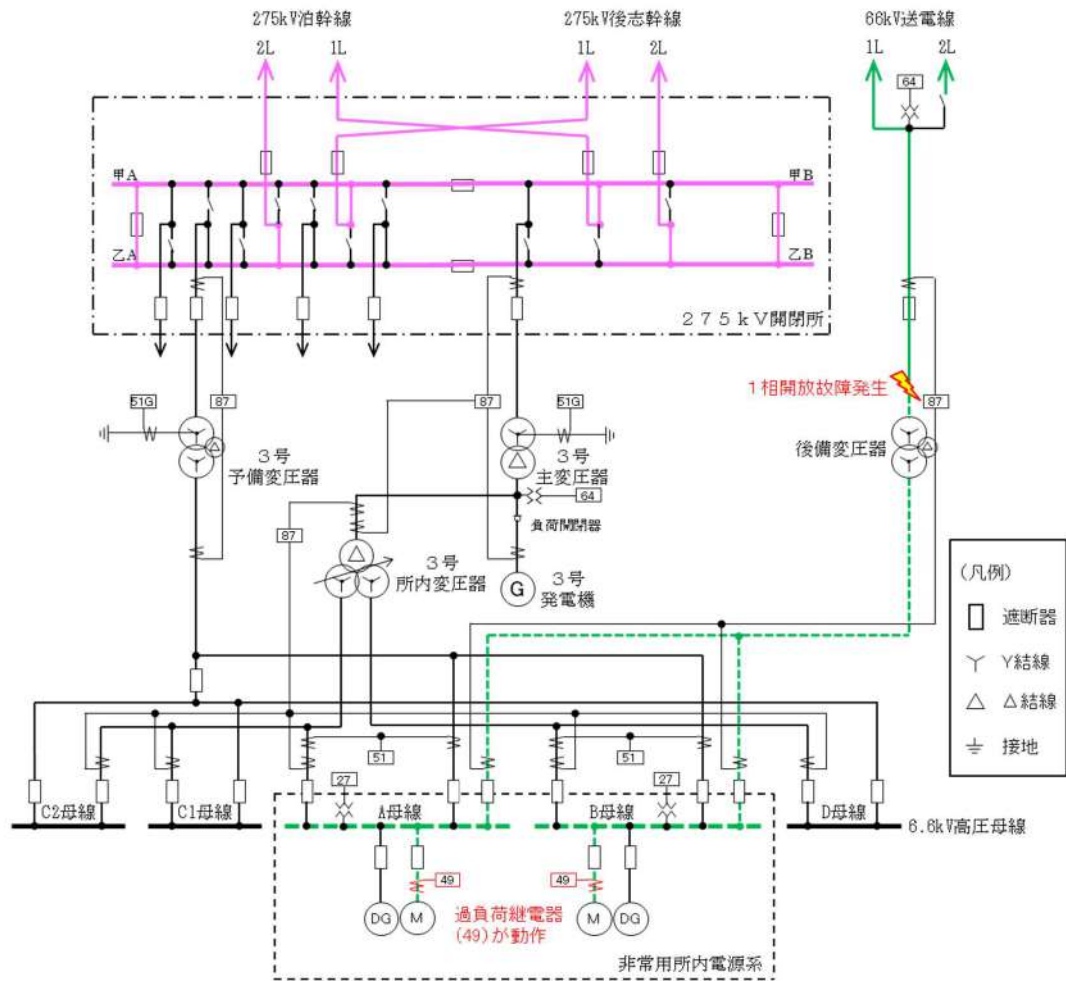 275kV泊幹線
275kV後志幹線
66kV送電線
2L
1L
1L
2L
1L
2L
64
甲A
甲B
乙A
乙B
275kV開閉所
1相開放故障発生
51G
87
87
51G
87
3号
予備変圧器
3号
主変圧器
後備変圧器
64
負荷開閉器
87
3号
所内変圧器
G
3号
発電機
(凡例)
遮断器
Y結線
△結線
接地
51
51
27
27
C2母線
C1母線
A母線
B母線
D母線
6.6kV高圧母線
49
49
DG
M
M
DG
過負荷継電器
(49)が動作
非常用所内電源系